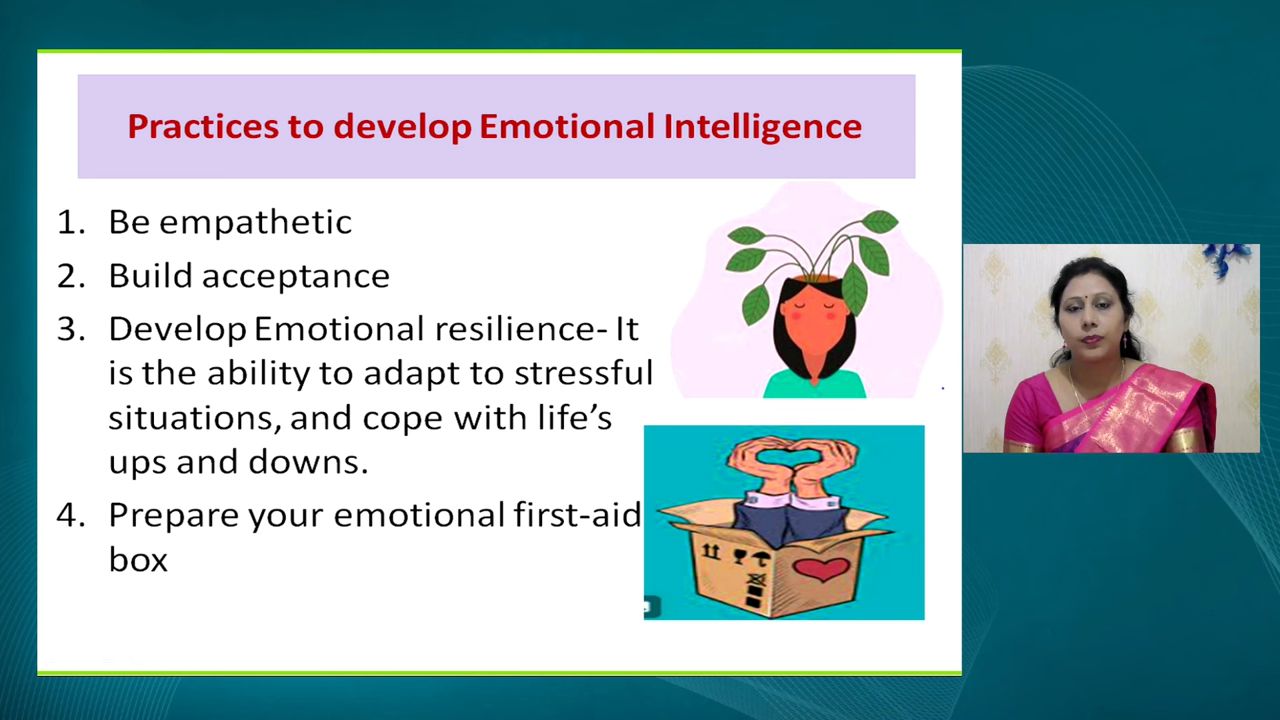 Practices to develop Emotional Intelligence
1. Be empathetic
2. Build acceptance
3. Develop Emotional resilience- It
is the ability to adapt to stressful
situations, and cope with life's
ups and downs.
4. Prepare your emotional first-aid
box